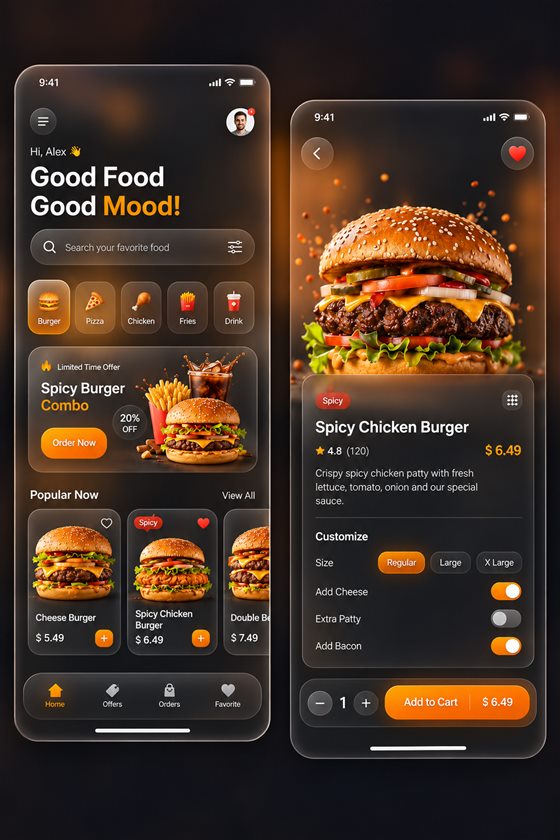 9:41
Hi, Alex 👋
Good Food
Good Mood!
Search your favorite food
Burger
Pizza
Chicken
Fries
Drink
Limited Time Offer
Spicy Burger
Combo
20%
OFF
Order Now
Popular Now
View All
Cheese Burger
$ 5.49
Spicy
Spicy Chicken
Burger
$ 6.49
Double Be
$ 7.49
Home
Offers
Orders
Favorite
9:41
Spicy
Spicy Chicken Burger
4.8 (120)
$ 6.49
Crispy spicy chicken patty with fresh
lettuce, tomato, onion and our special
sauce.
Customize
Size
Regular
Large
X Large
Add Cheese
Extra Patty
Add Bacon
1
Add to Cart
$ 6.49